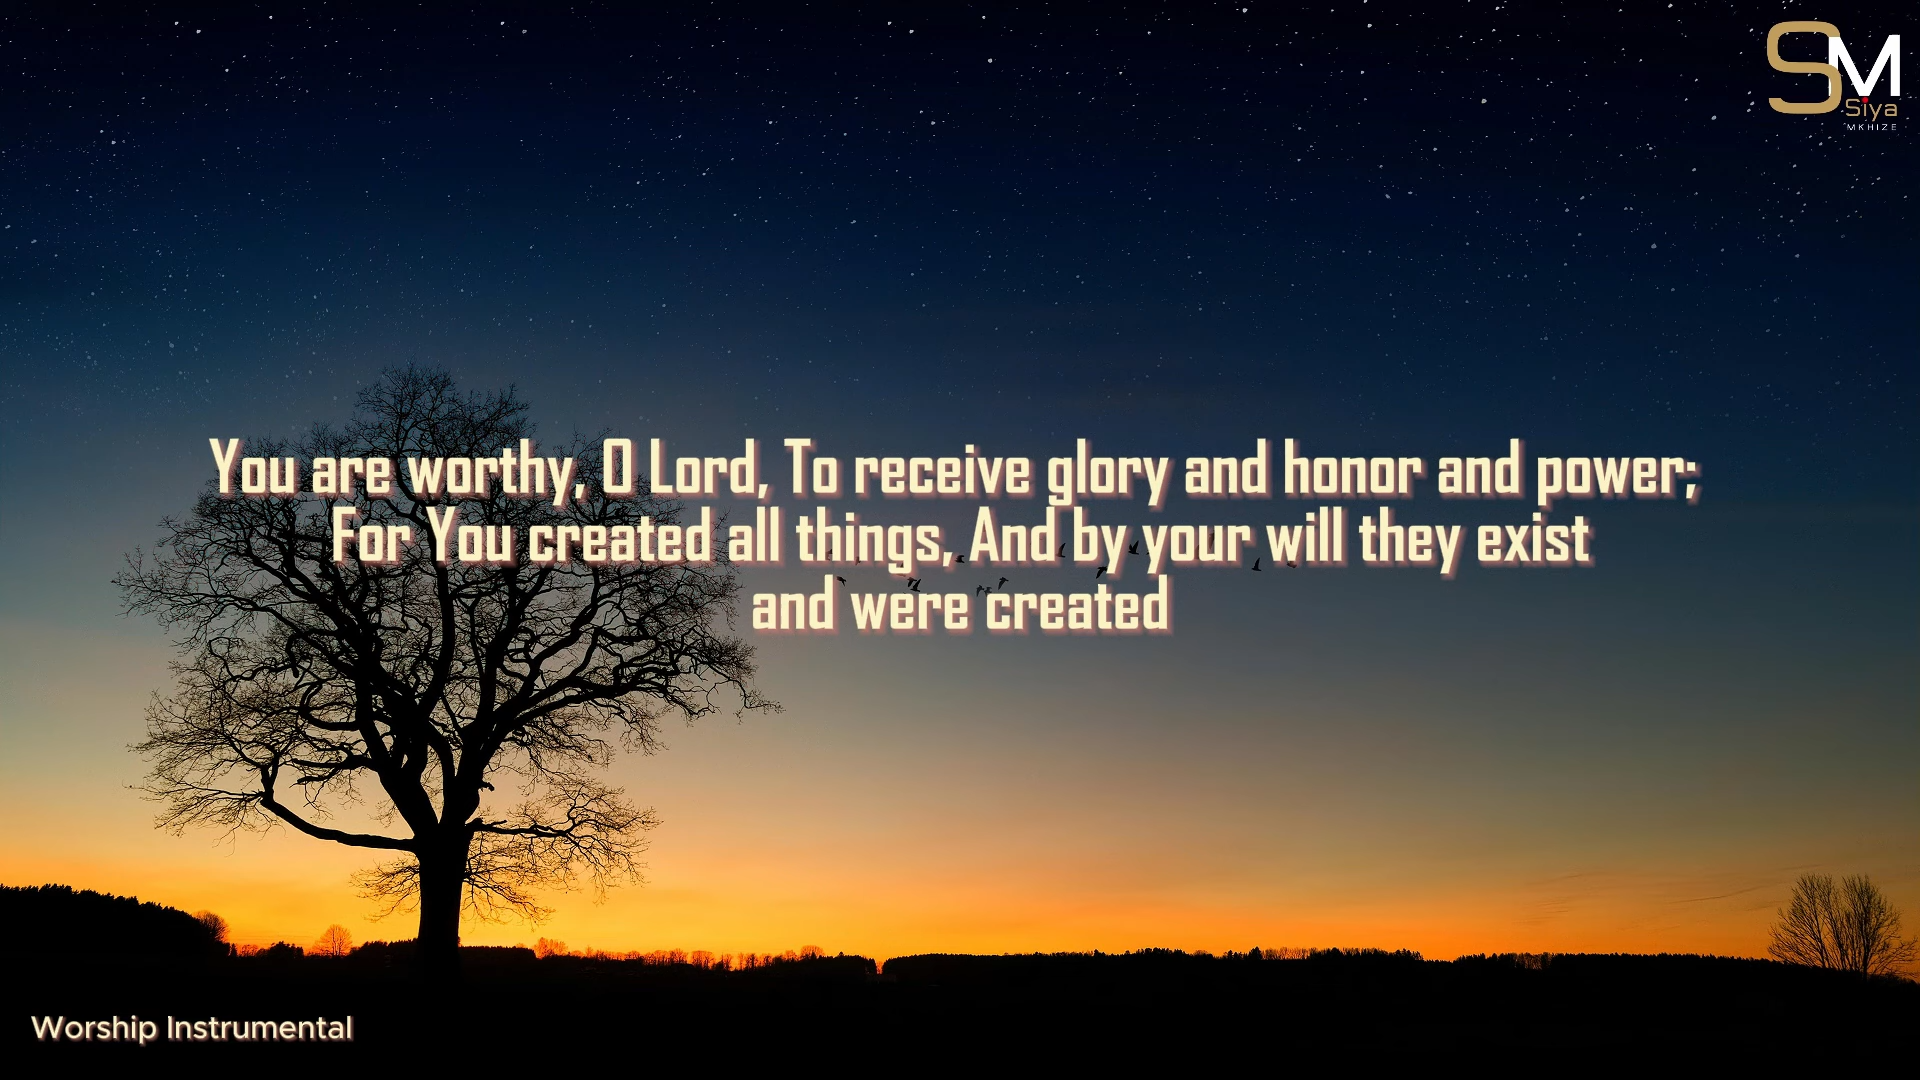 SM
Siya
MKHIZE
You are worthy, O Lord, To receive glory and honor and power;
For You created all things, And by your will they exist
and were created
Worship Instrumental